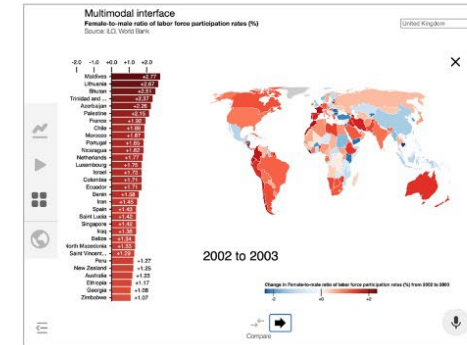 Multimodal interface
Female-to-male ratio of labor force participation rates (%)
Source: ILO, World Bank
United Kingdom
-2.0 -1.0 +0.0 +1.0 +2.0
Maldives +2.77
Lithuania +2.67
Bhutan +2.51
Trinidad and ... +2.37
Azerbaijan +2.26
Palestine +2.15
France +1.92
Chile +1.88
Morocco +1.87
Portugal +1.85
Nicaragua +1.82
Netherlands +1.77
Luxembourg +1.75
Israel +1.72
Colombia +1.71
Ecuador +1.71
Benin +1.58
Iran +1.45
Spain +1.43
Saint Lucia +1.42
Singapore +1.42
Iraq +1.38
Belize +1.34
North Macedonia +1.33
Saint Vincent... +1.29
Peru +1.27
New Zealand +1.25
Australia +1.23
Ethiopia +1.17
Georgia +1.08
Zimbabwe +1.07
2002 to 2003
Change in Female-to-male ratio of labor force participation rates (%) from 2002 to 2003
-2 +0 +2
Compare